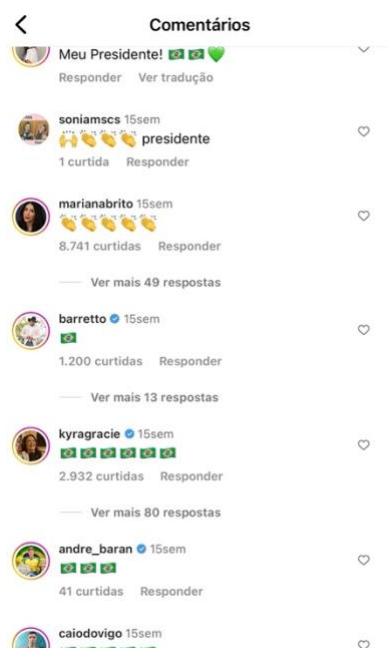 Comentários
Meu Presidente! 🇧🇷 🇧🇷 💚
Responder Ver tradução
soniamscs 15sem
🙌👏👏👏 presidente
1 curtida Responder
marianabrito 15sem
👏👏👏👏👏
8.741 curtidas Responder
Ver mais 49 respostas
barretto 15sem
🇧🇷
1.200 curtidas Responder
Ver mais 13 respostas
kyragracie 15sem
🇧🇷 🇧🇷 🇧🇷 🇧🇷 🇧🇷 🇧🇷
2.932 curtidas Responder
Ver mais 80 respostas
andre_baran 15sem
🇧🇷 🇧🇷 🇧🇷
41 curtidas Responder
caiodovigo 15sem